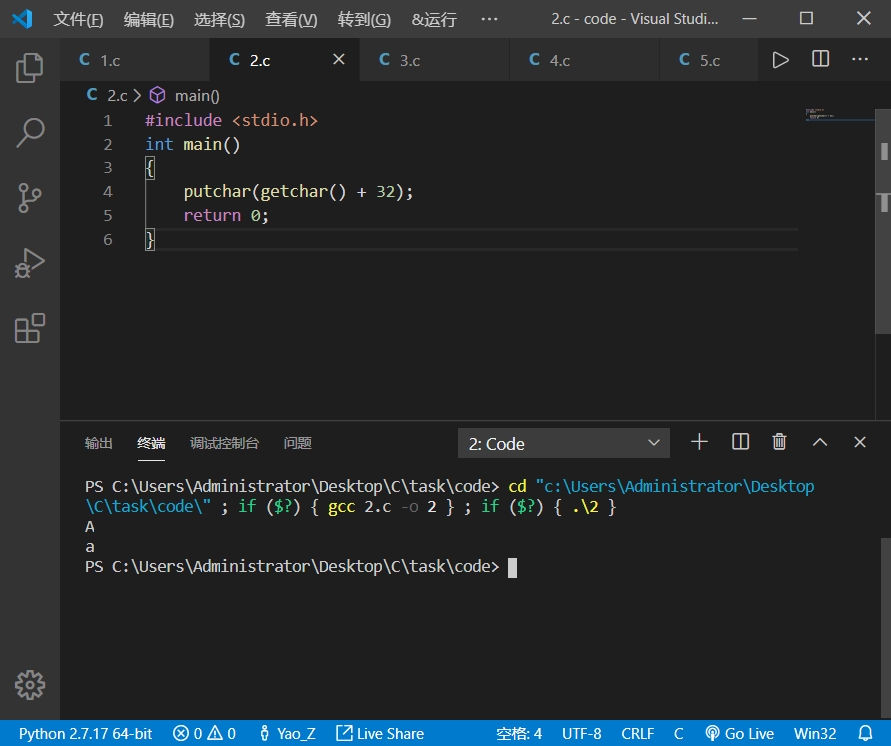 文件(F) 编辑(E) 选择(S) 查看(V) 转到(G) &运行 ··· 2.c - code - Visual Studi...
C 1.c C 2.c C 3.c C 4.c C 5.c ···
C 2.c > main()
1 #include <stdio.h>
2 int main()
3 {
4     putchar(getchar() + 32);
5     return 0;
6 }
输出 终端 调试控制台 问题 2: Code
PS C:\Users\Administrator\Desktop\C\task\code> cd "c:\Users\Administrator\Desktop
\C\task\code\" ; if ($?) { gcc 2.c -o 2 } ; if ($?) { .\2 }
A
a
PS C:\Users\Administrator\Desktop\C\task\code>
Python 2.7.17 64-bit 0 0 Yao_Z Live Share 空格: 4 UTF-8 CRLF C Go Live Win32